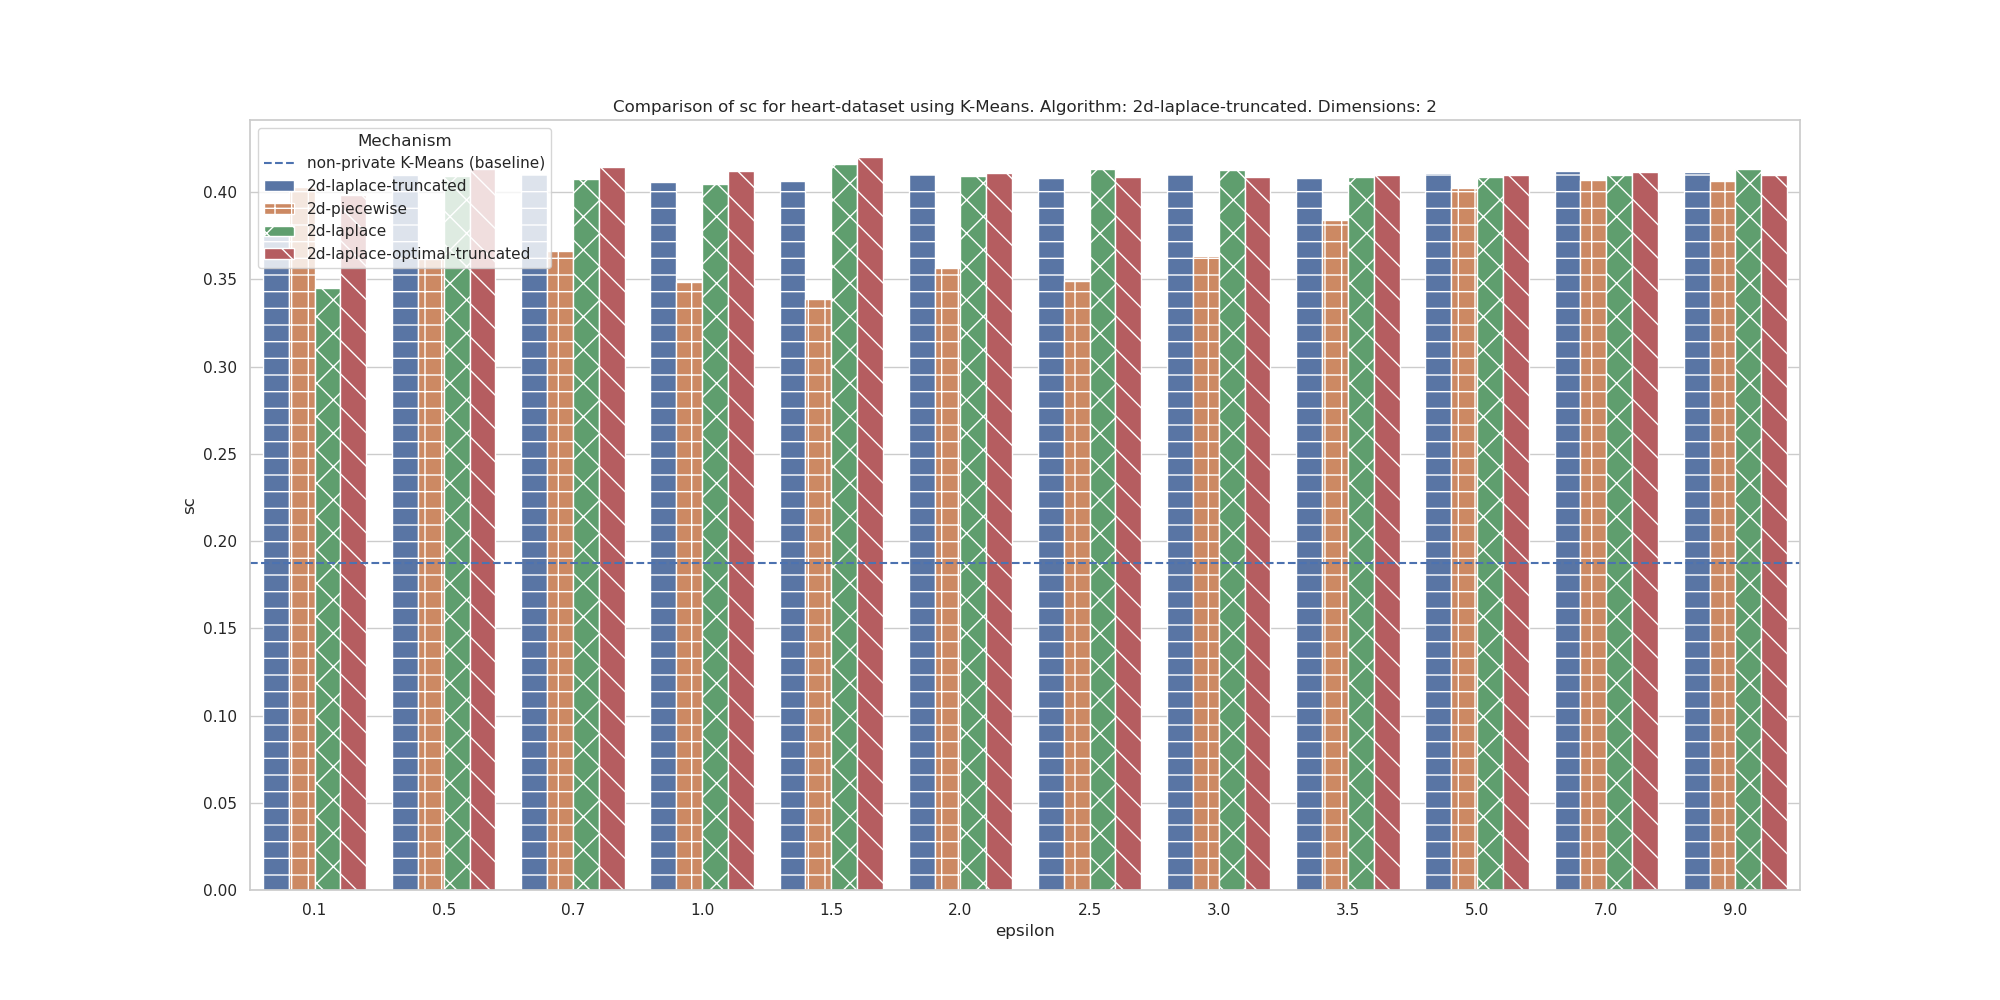 Comparison of sc for heart-dataset using K-Means. Algorithm: 2d-laplace-truncated. Dimensions: 2
Mechanism
non-private K-Means (baseline)
2d-laplace-truncated
2d-piecewise
2d-laplace
2d-laplace-optimal-truncated
0.40
0.35
0.30
0.25
0.20
0.15
0.10
0.05
0.00
sc
0.1 0.5 0.7 1.0 1.5 2.0 2.5 3.0 3.5 5.0 7.0 9.0
epsilon